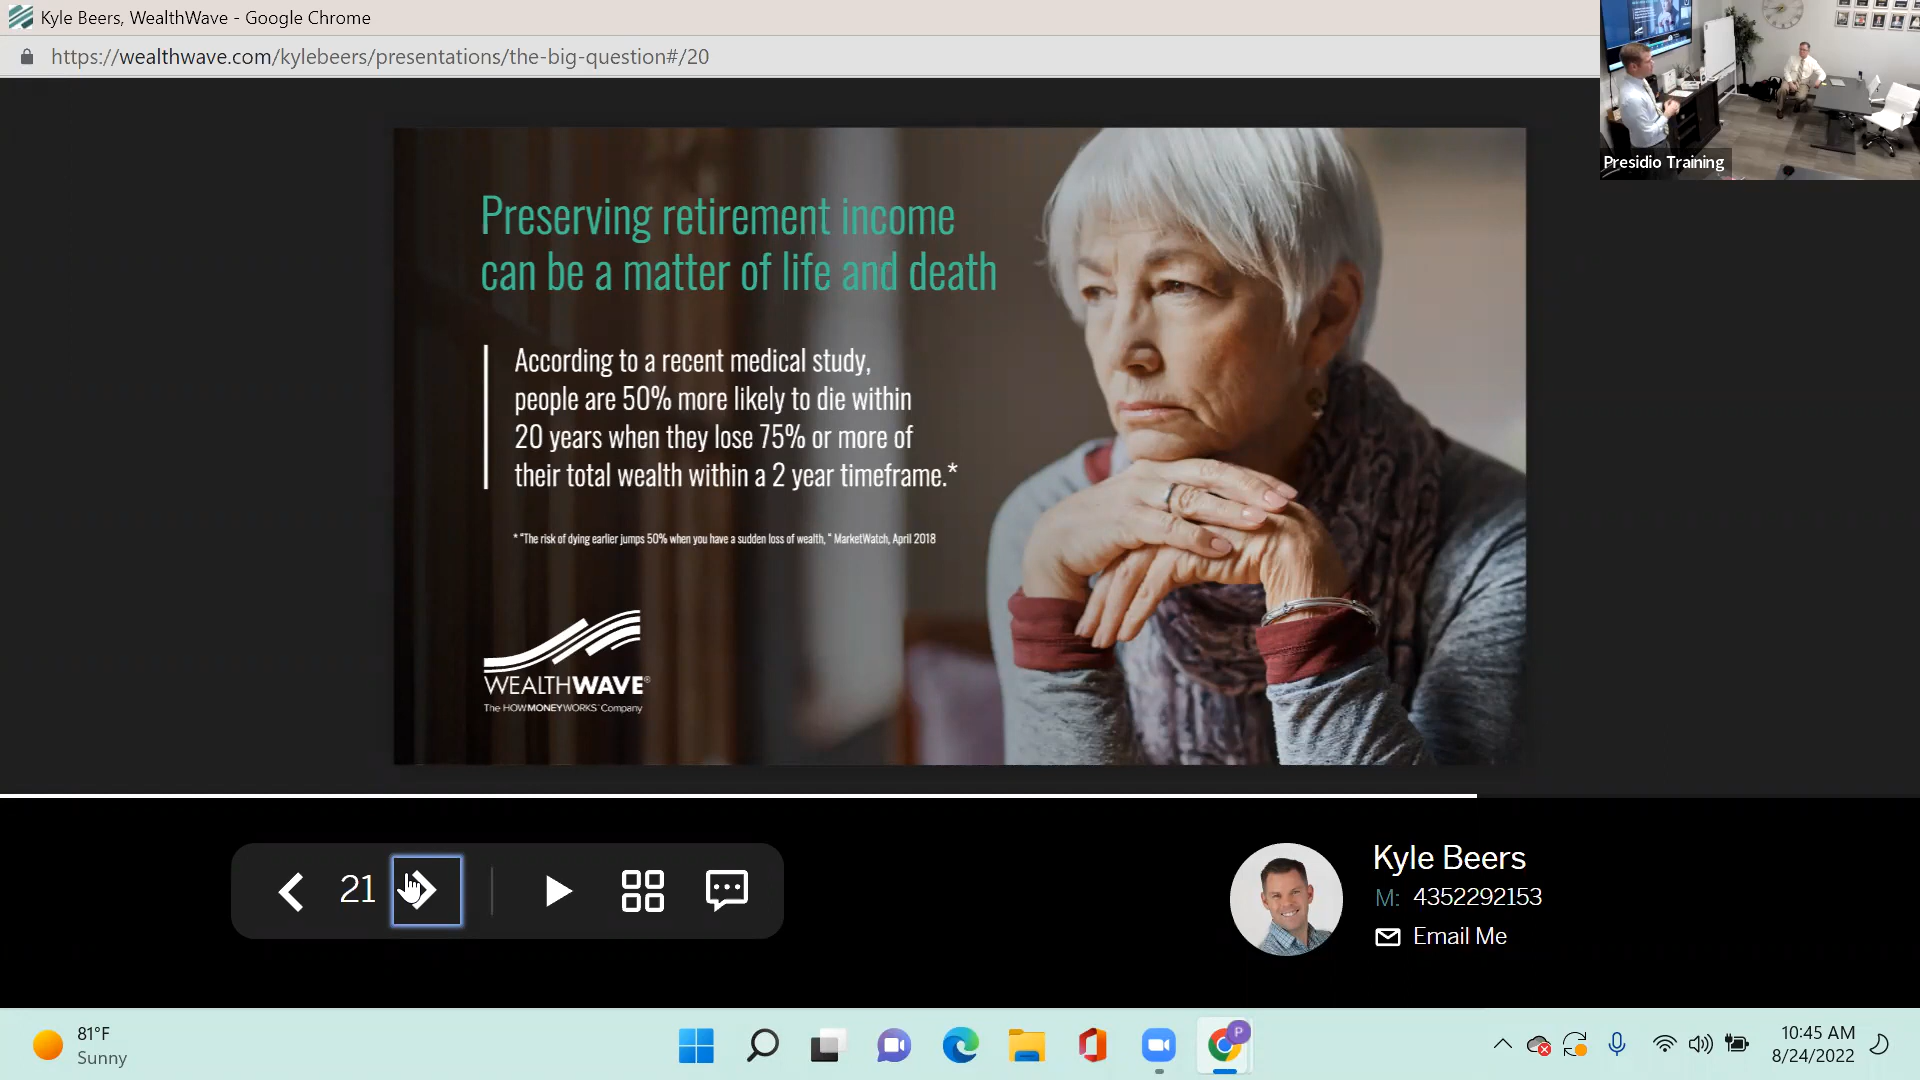 Kyle Beers, WealthWave - Google Chrome
https://wealthwave.com/kylebeers/presentations/the-big-question#/20
Presidio Training
Preserving retirement income
can be a matter of life and death
According to a recent medical study,
people are 50% more likely to die within
20 years when they lose 75% or more of
their total wealth within a 2 year timeframe.*
* "The risk of dying earlier jumps 50% when you have a sudden loss of wealth, " MarketWatch, April 2018
WEALTHWAVE®
The HOWMONEYWORKS™ Company
21
Kyle Beers
M: 4352292153
Email Me
81°F
Sunny
P
10:45 AM
8/24/2022